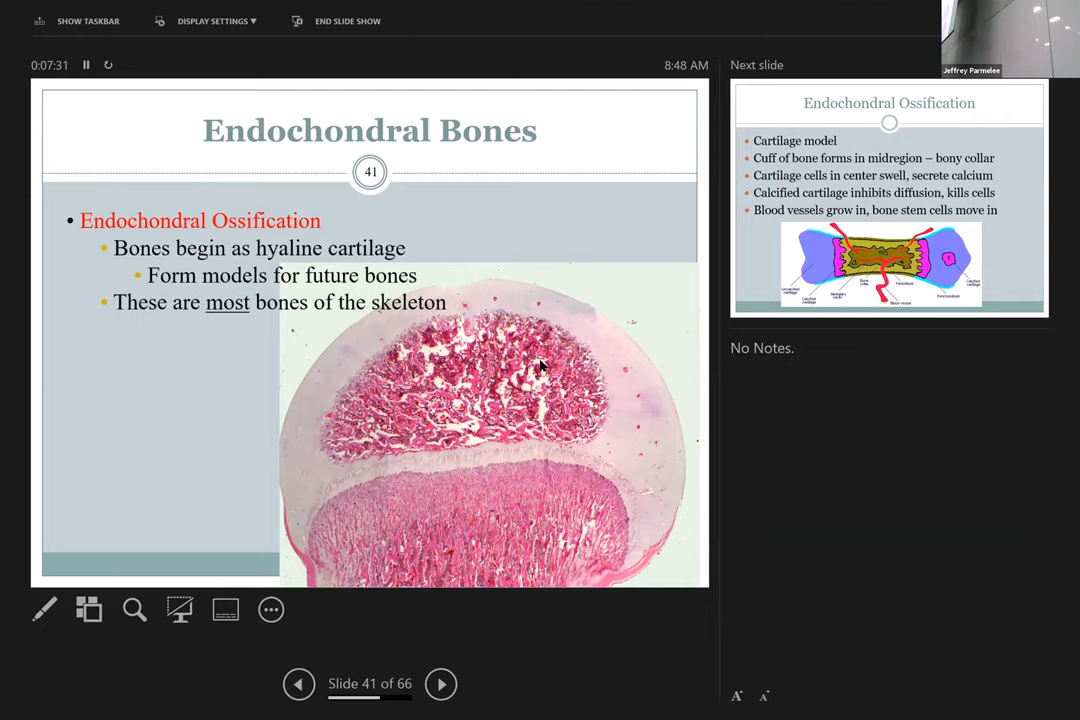 SHOW TASKBAR
DISPLAY SETTINGS ▼
END SLIDE SHOW
Jeffrey Parmelee
0:07:31
8:48 AM
Endochondral Bones
41
• Endochondral Ossification
• Bones begin as hyaline cartilage
• Form models for future bones
• These are most bones of the skeleton
Next slide
Endochondral Ossification
• Cartilage model
• Cuff of bone forms in midregion – bony collar
• Cartilage cells in center swell, secrete calcium
• Calcified cartilage inhibits diffusion, kills cells
• Blood vessels grow in, bone stem cells move in
Blood vessel
No Notes.
Slide 41 of 66
A
A